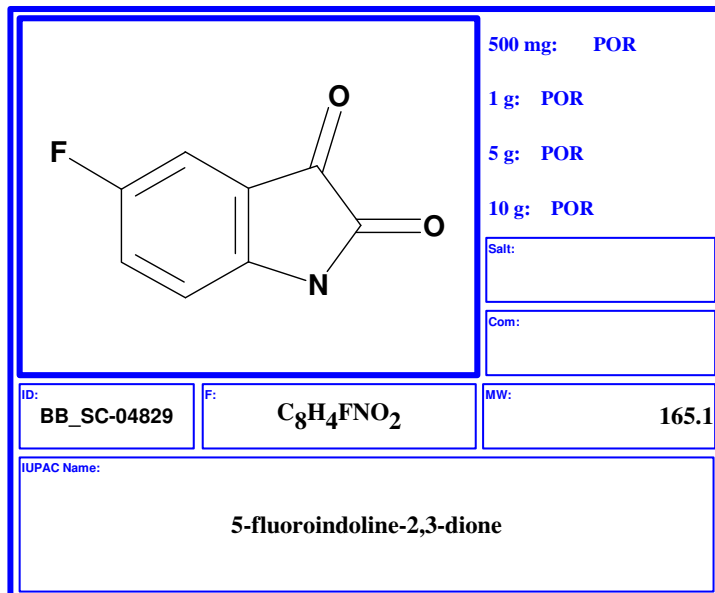 F
O
O
N
500 mg: POR
1 g: POR
5 g: POR
10 g: POR
Salt:
Com:
ID:
BB_SC-04829
F:
C8H4FNO2
MW:
165.1
IUPAC Name:
5-fluoroindoline-2,3-dione